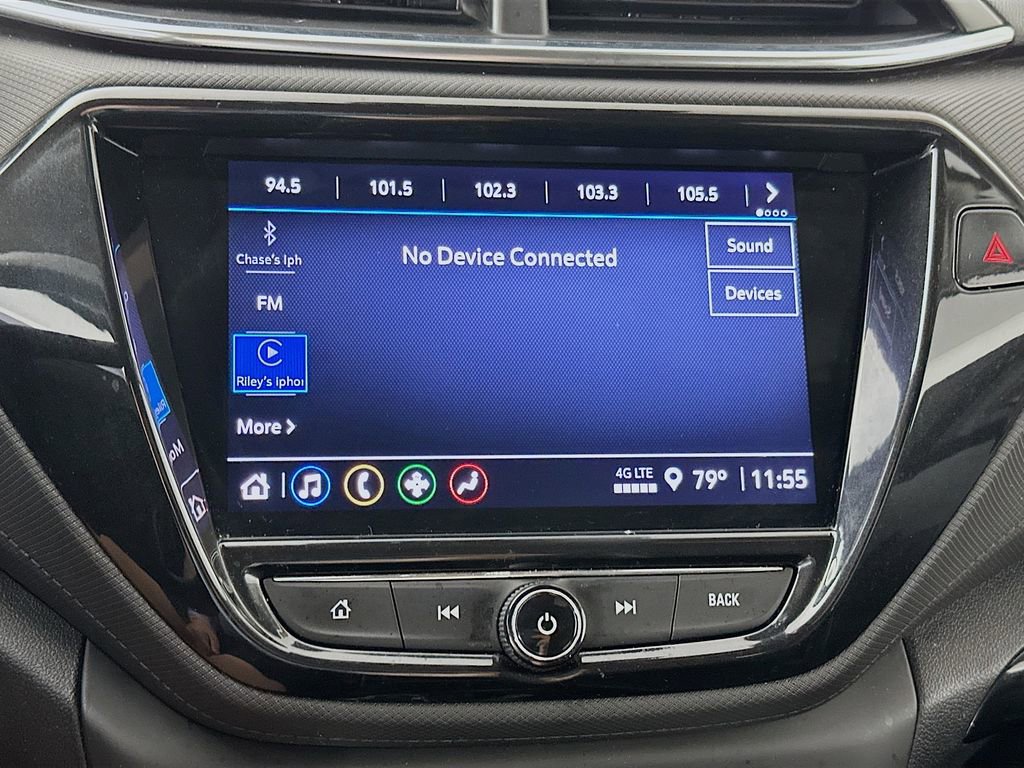 94.5 | 101.5 | 102.3 | 103.3 | 105.5 |
Chase's Iph
No Device Connected
Sound
FM
Devices
Riley's iphoi
More
4G LTE
79° | 11:55
BACK